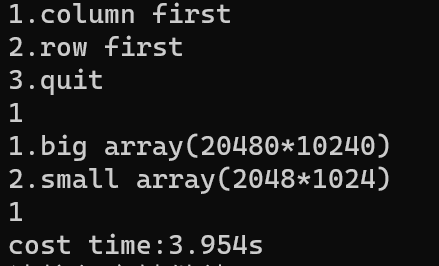 1.column first
2.row first
3.quit
1
1.big array(20480*10240)
2.small array(2048*1024)
1
cost time:3.954s